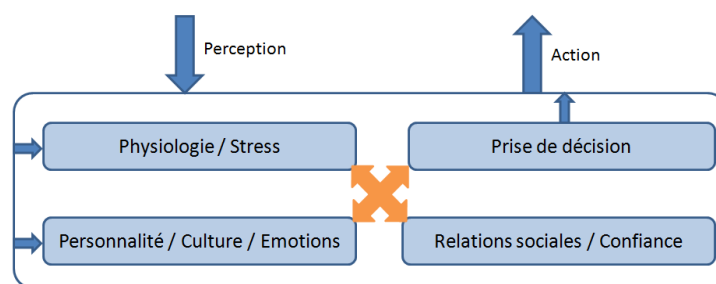 Perception
Action
Physiologie / Stress
Prise de décision
Personnalité / Culture / Emotions
Relations sociales / Confiance